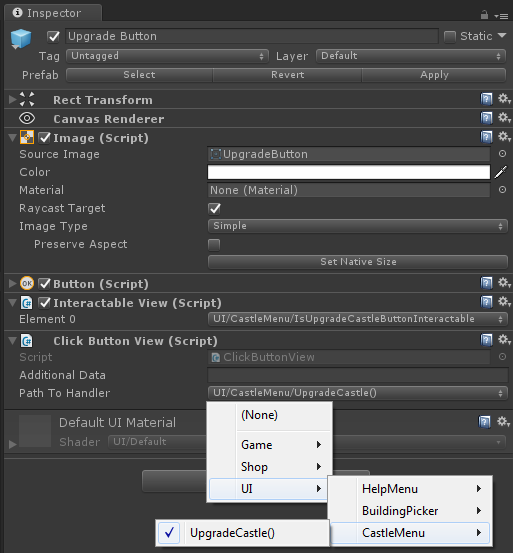 Inspector
Upgrade Button
Static
Tag Untagged Layer Default
Prefab Select Revert Apply
Rect Transform
Canvas Renderer
Image (Script)
Source Image UpgradeButton
Color
Material None (Material)
Raycast Target
Image Type Simple
Preserve Aspect
Set Native Size
OK Button (Script)
Interactable View (Script)
Element 0 UI/CastleMenu/IsUpgradeCastleButtonInteractable
Click Button View (Script)
Script ClickButtonView
Additional Data
Path To Handler UI/CastleMenu/UpgradeCastle()
Default UI Material
Shader UI/Default
(None)
Game
Shop
UI
HelpMenu
BuildingPicker
CastleMenu
UpgradeCastle()